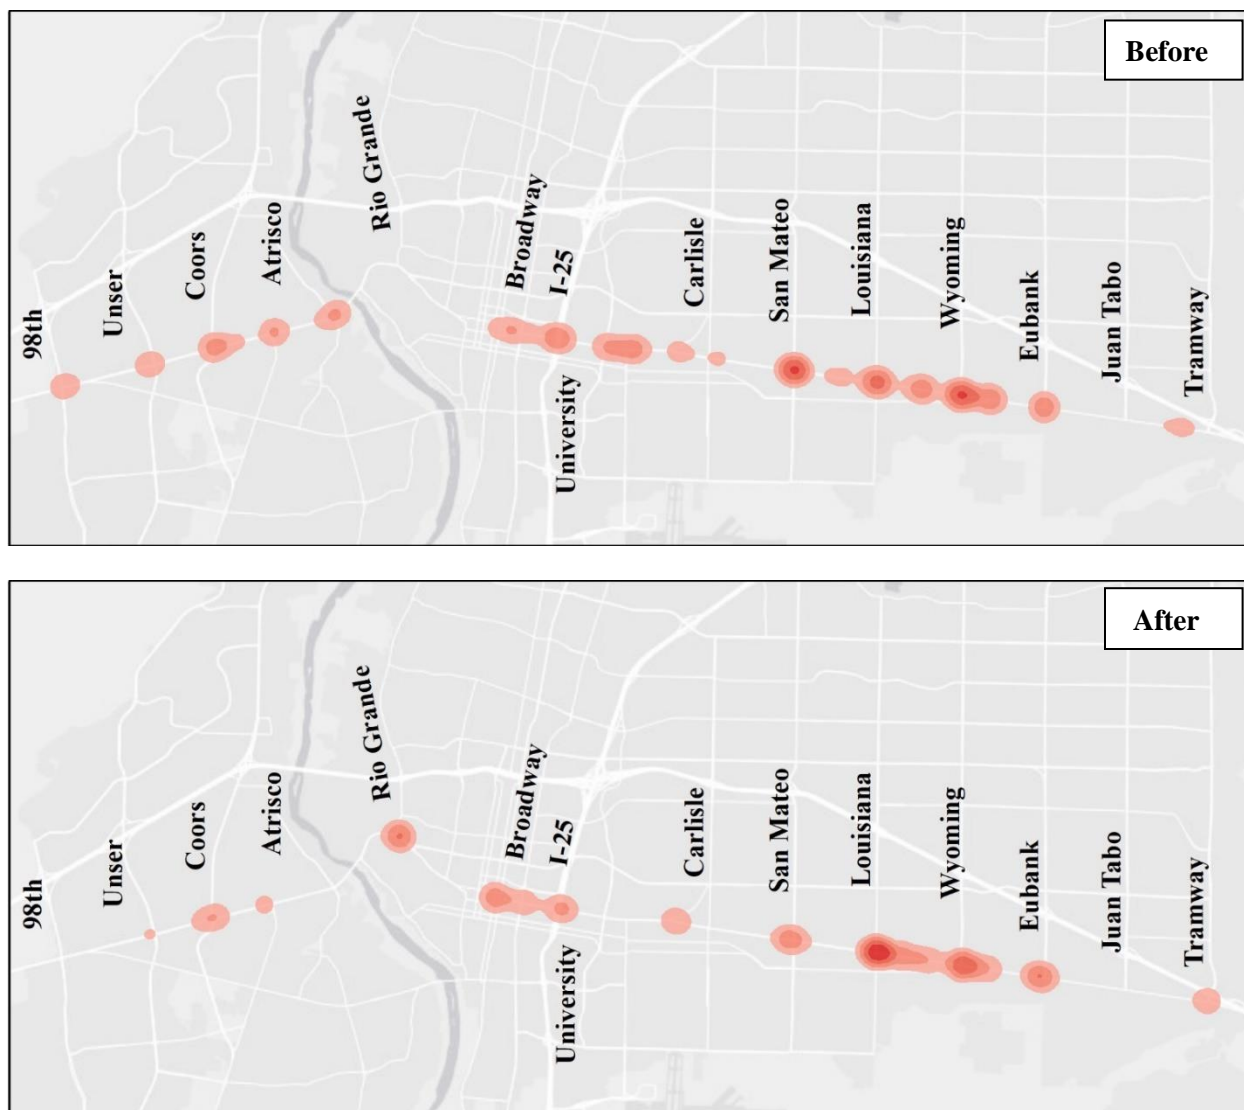 Before
98th
Unser
Coors
Atrisco
Rio Grande
Broadway
I-25
University
Carlisle
San Mateo
Louisiana
Wyoming
Eubank
Juan Tabo
Tramway
After
98th
Unser
Coors
Atrisco
Rio Grande
Broadway
I-25
University
Carlisle
San Mateo
Louisiana
Wyoming
Eubank
Juan Tabo
Tramway